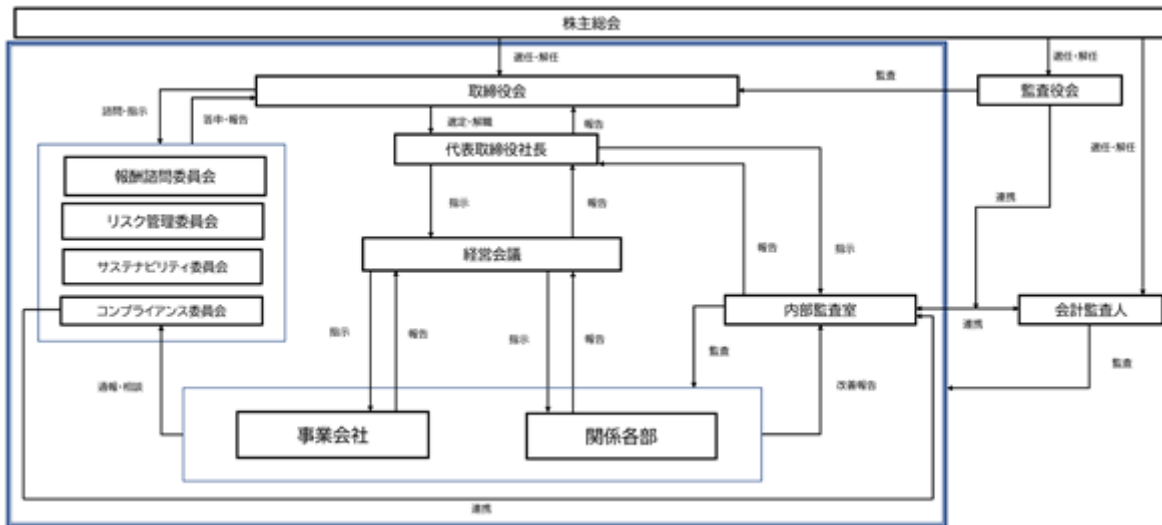 株主総会
選任・解任
選任・解任
取締役会
監査
監査役会
諮問・指示
答申・報告
選定・解職
報告
選任・解任
代表取締役社長
報酬諮問委員会
リスク管理委員会
指示
報告
連携
サステナビリティ委員会
経営会議
報告
指示
コンプライアンス委員会
内部監査室
会計監査人
連携
指示
報告
指示
報告
監査
監査
通報・相談
改善報告
事業会社
関係各部
連携